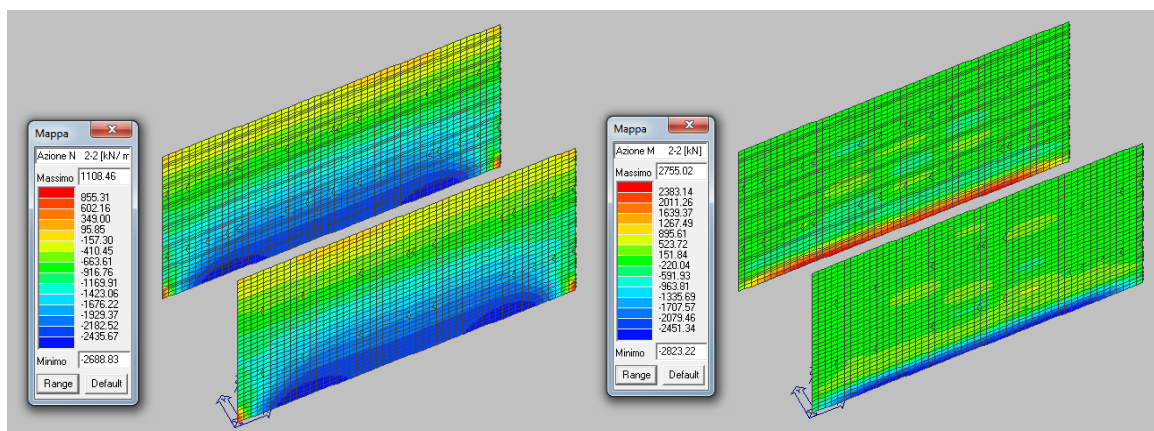 Mappa
Azione N 2-2 [kN/ m
Massimo 1108.46
855.31
602.16
349.00
95.85
-157.30
-410.45
-663.61
-916.76
-1169.91
-1423.06
-1676.22
-1929.37
-2182.52
-2435.67
Minimo -2688.83
Range Default
Mappa
Azione M 2-2 [kN]
Massimo 2755.02
2383.14
2011.26
1639.37
1267.49
895.61
523.72
151.84
-220.04
-591.93
-963.81
-1335.69
-1707.57
-2079.46
-2451.34
Minimo -2823.22
Range Default